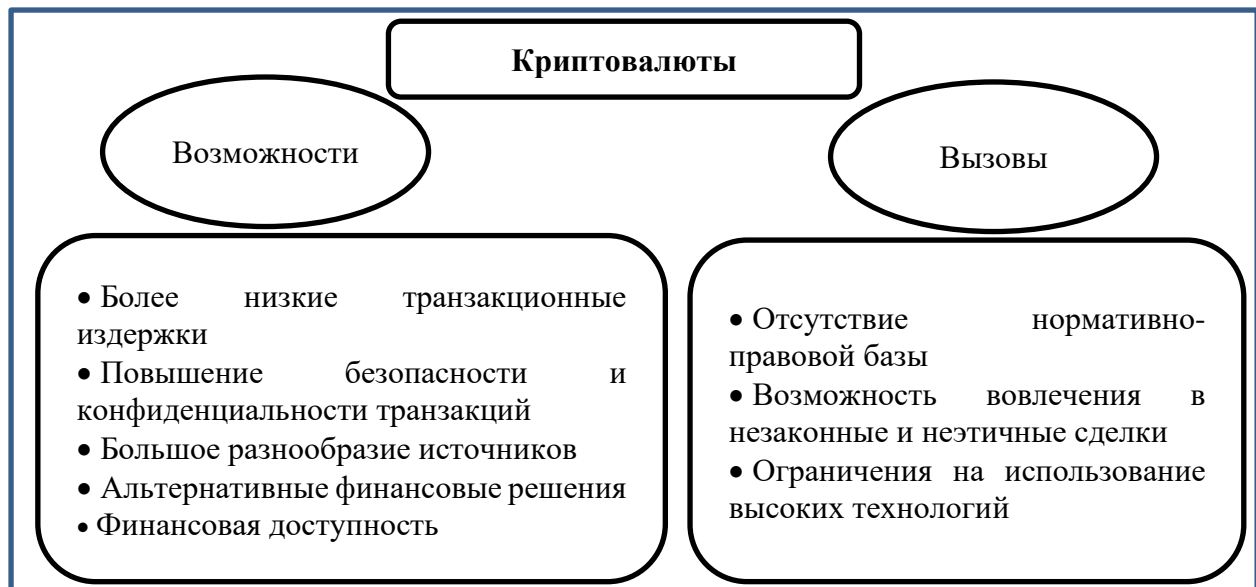 Криптовалюты
Возможности
Вызовы
• Более низкие транзакционные
издержки
• Повышение безопасности и
конфиденциальности транзакций
• Большое разнообразие источников
• Альтернативные финансовые решения
• Финансовая доступность
• Отсутствие нормативно-
правовой базы
• Возможность вовлечения в
незаконные и неэтичные сделки
• Ограничения на использование
высоких технологий